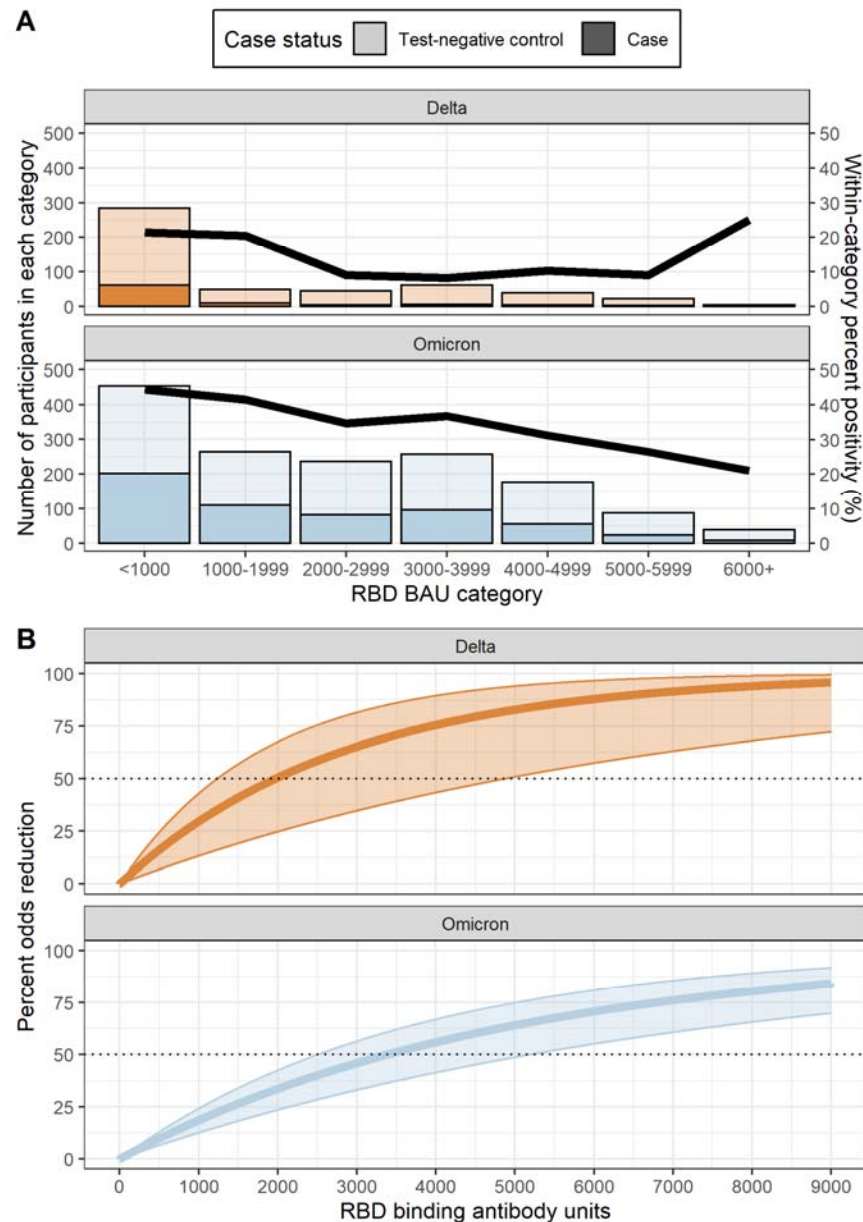 A
Case status Test-negative control Case
Delta
Number of participants in each category
Within-category percent positivity (%)
500 50
400 40
300 30
200 20
100 10
0 0
Omicron
500 50
400 40
300 30
200 20
100 10
0 0
<1000 1000-1999 2000-2999 3000-3999 4000-4999 5000-5999 6000+
RBD BAU category
B
Delta
Percent odds reduction
100
75
50
25
0
Omicron
100
75
50
25
0
0 1000 2000 3000 4000 5000 6000 7000 8000 9000
RBD binding antibody units